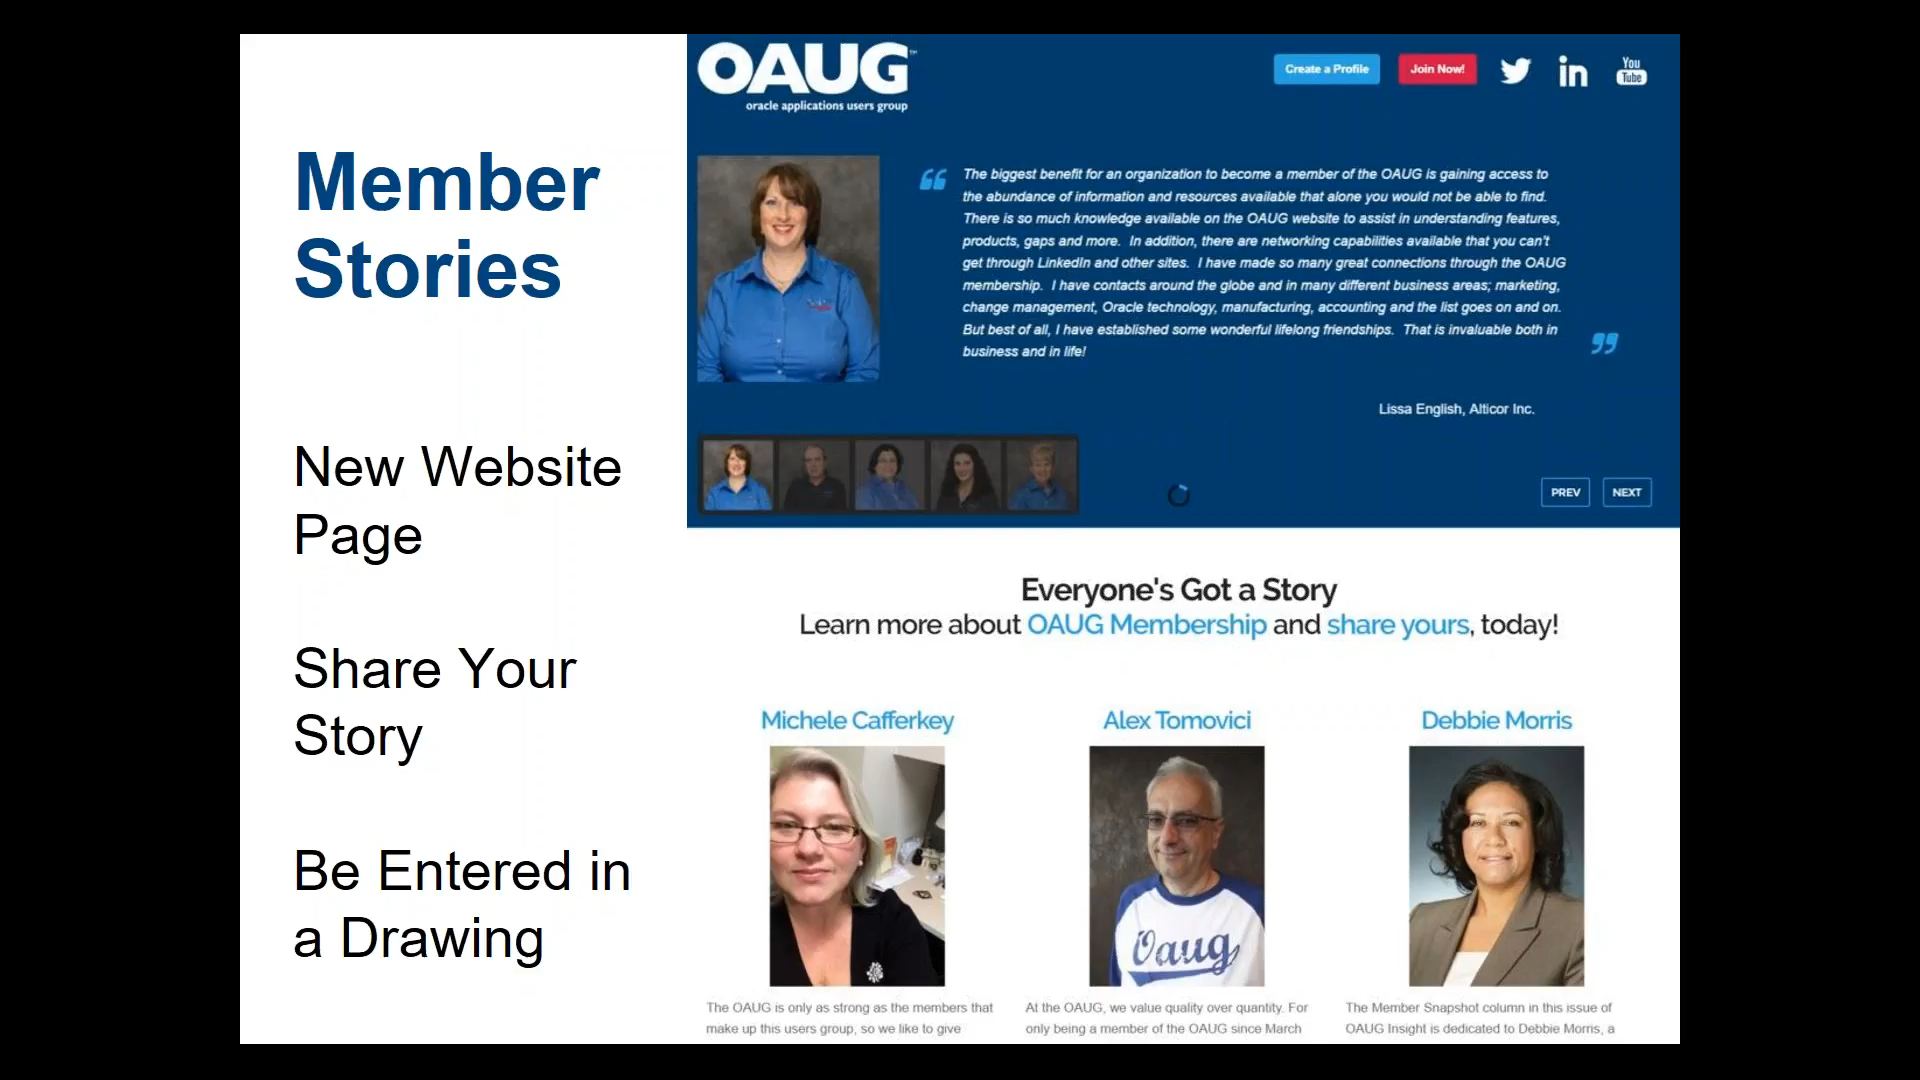 Member
Stories
New Website
Page
Share Your
Story
Be Entered in
a Drawing
OAUG™
oracle applications users group
Create a Profile
Join Now!
in
You
Tube
The biggest benefit for an organization to become a member of the OAUG is gaining access to
the abundance of information and resources available that alone you would not be able to find.
There is so much knowledge available on the OAUG website to assist in understanding features,
products, gaps and more. In addition, there are networking capabilities available that you can't
get through LinkedIn and other sites. I have made so many great connections through the OAUG
membership. I have contacts around the globe and in many different business areas; marketing,
change management, Oracle technology, manufacturing, accounting and the list goes on and on.
But best of all, I have established some wonderful lifelong friendships. That is invaluable both in
business and in life!
Lissa English, Alticor Inc.
PREV
NEXT
Everyone's Got a Story
Learn more about OAUG Membership and share yours, today!
Michele Cafferkey
Alex Tomovici
Debbie Morris
Oaug
The OAUG is only as strong as the members that
make up this users group, so we like to give
At the OAUG, we value quality over quantity. For
only being a member of the OAUG since March
The Member Snapshot column in this issue of
OAUG Insight is dedicated to Debbie Morris, a